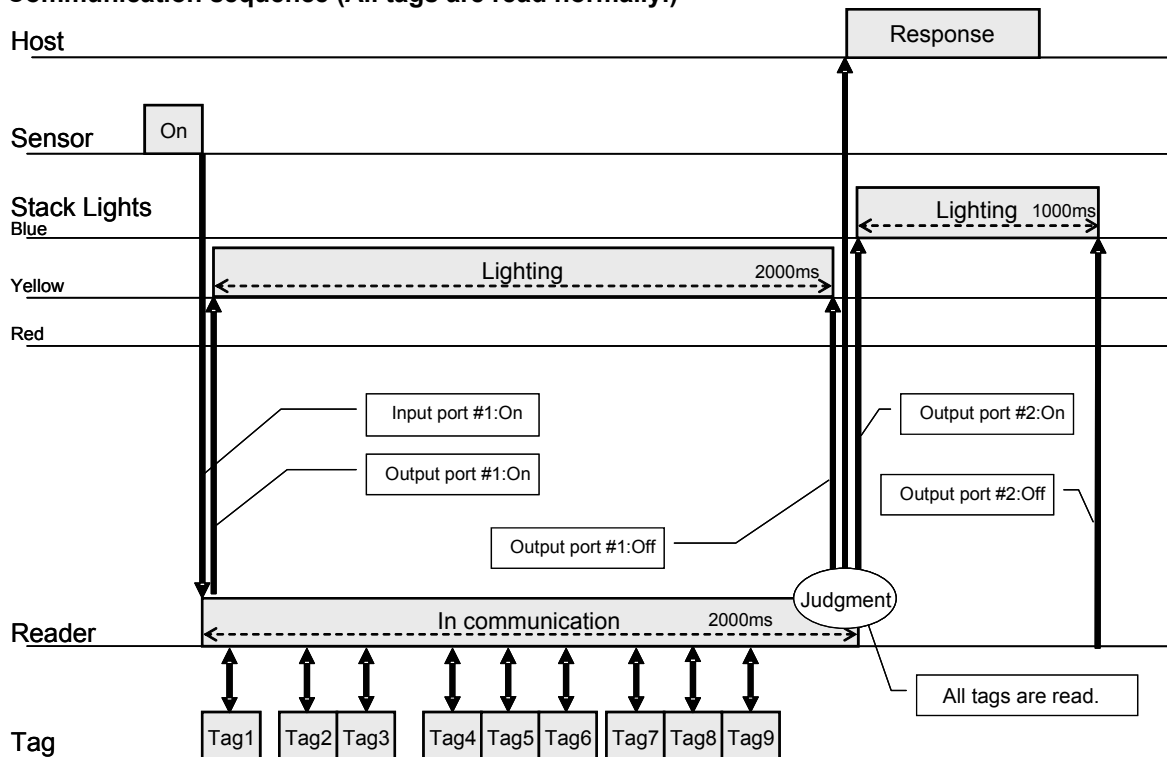 Communication sequence (All tags are read normally.)
Host
Response
On
Sensor
Stack Lights
Blue
Lighting 1000ms
Lighting 2000ms
Yellow
Red
Input port #1:On
Output port #2:On
Output port #1:On
Output port #2:Off
Output port #1:Off
Judgment
In communication 2000ms
Reader
All tags are read.
Tag
Tag1 Tag2 Tag3 Tag4 Tag5 Tag6 Tag7 Tag8 Tag9